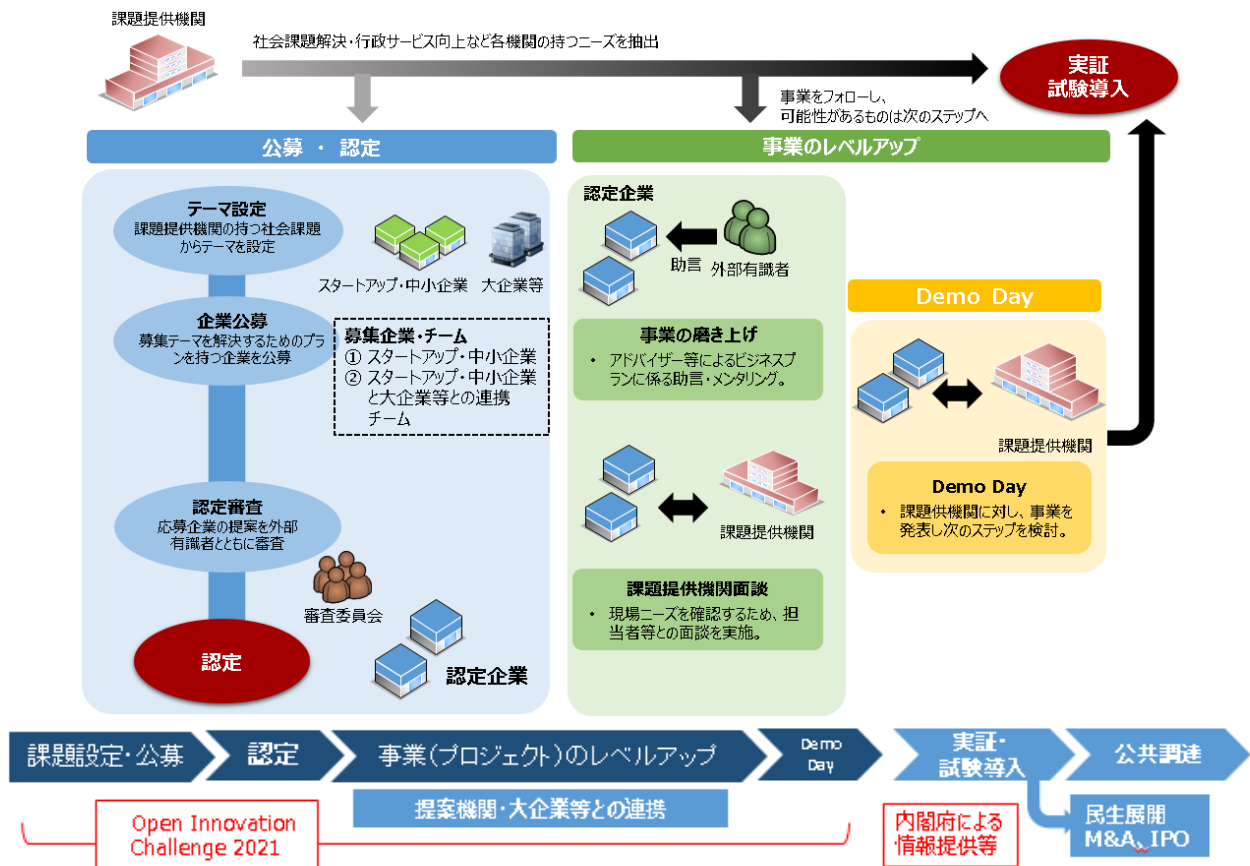 課題提供機関
社会課題解決・行政サービス向上など各機関の持つニーズを抽出
実証
試験導入
事業をフォローし、
可能性があるものは次のステップへ
公募 ・ 認定
テーマ設定
課題提供機関の持つ社会課題
からテーマを設定
スタートアップ・中小企業
大企業等
企業公募
募集テーマを解決するためのプラ
ンを持つ企業を公募
募集企業・チーム
① スタートアップ・中小企業
② スタートアップ・中小企業
と大企業等との連携
チーム
認定審査
応募企業の提案を外部
有識者とともに審査
審査委員会
認定
認定企業
事業のレベルアップ
認定企業
助言
外部有識者
事業の磨き上げ
• アドバイザー等によるビジネスプ
ランに係る助言・メンタリング。
課題提供機関
課題提供機関面談
• 現場ニーズを確認するため、担
当者等との面談を実施。
Demo Day
課題提供機関
Demo Day
• 課題供機関に対し、事業を
発表し次のステップを検討。
課題設定・公募
認定
事業(プロジェクト)のレベルアップ
Demo
Day
実証・
試験導入
公共調達
提案機関・大企業等との連携
Open Innovation
Challenge 2021
内閣府による
情報提供等
民生展開
M&A、IPO